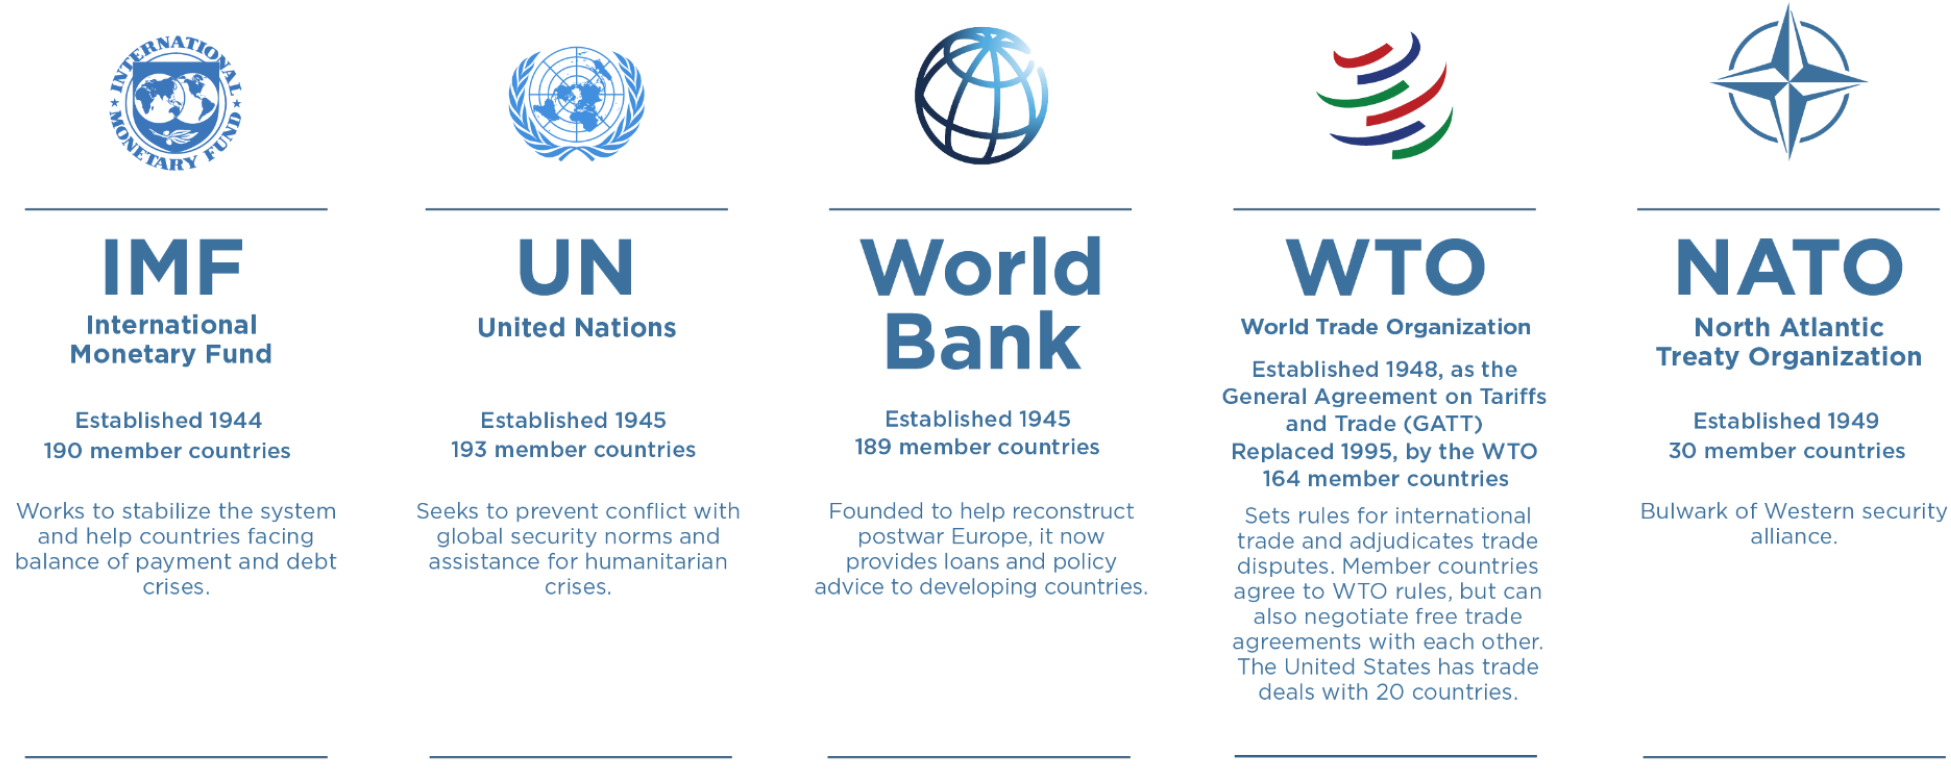 INTERNATIONAL
MONETARY FUND
IMF
International
Monetary Fund
Established 1944
190 member countries
Works to stabilize the system
and help countries facing
balance of payment and debt
crises.
UN
United Nations
Established 1945
193 member countries
Seeks to prevent conflict with
global security norms and
assistance for humanitarian
crises.
World
Bank
Established 1945
189 member countries
Founded to help reconstruct
postwar Europe, it now
provides loans and policy
advice to developing countries.
WTO
World Trade Organization
Established 1948, as the
General Agreement on Tariffs
and Trade (GATT)
Replaced 1995, by the WTO
164 member countries
Sets rules for international
trade and adjudicates trade
disputes. Member countries
agree to WTO rules, but can
also negotiate free trade
agreements with each other.
The United States has trade
deals with 20 countries.
NATO
North Atlantic
Treaty Organization
Established 1949
30 member countries
Bulwark of Western security
alliance.